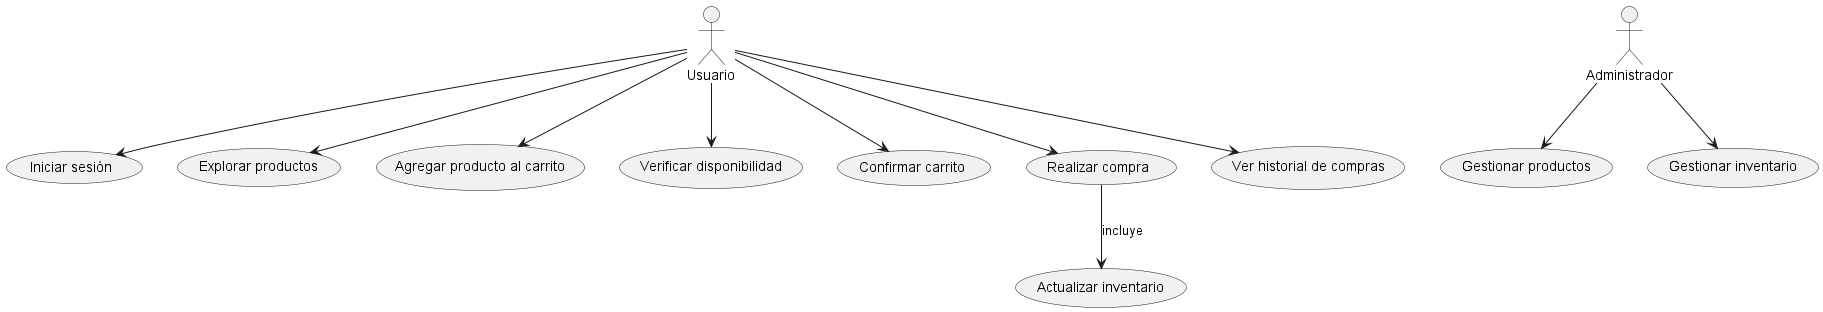 Usuario
Administrador
Iniciar sesión
Explorar productos
Agregar producto al carrito
Verificar disponibilidad
Confirmar carrito
Realizar compra
Ver historial de compras
Gestionar productos
Gestionar inventario
incluye
Actualizar inventario